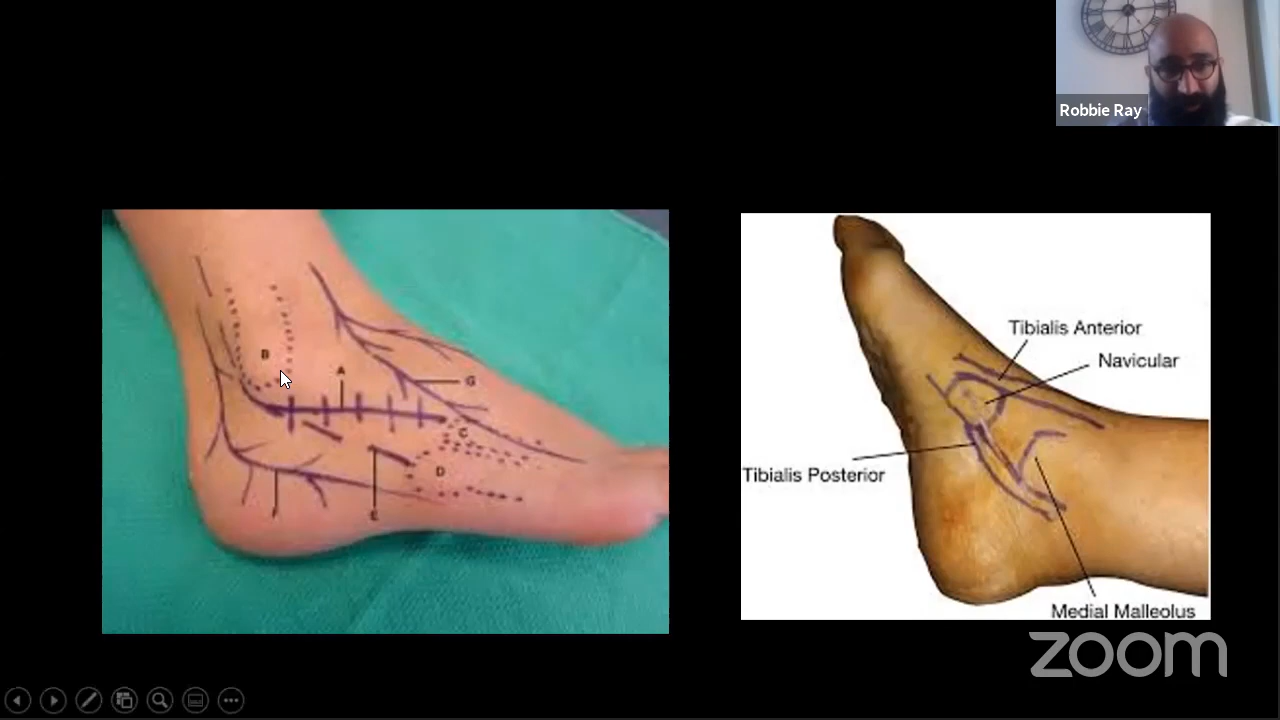 Robbie Ray
B
A
G
C
D
E
Tibialis Anterior
Navicular
Tibialis Posterior
Medial Malleolus
zoom